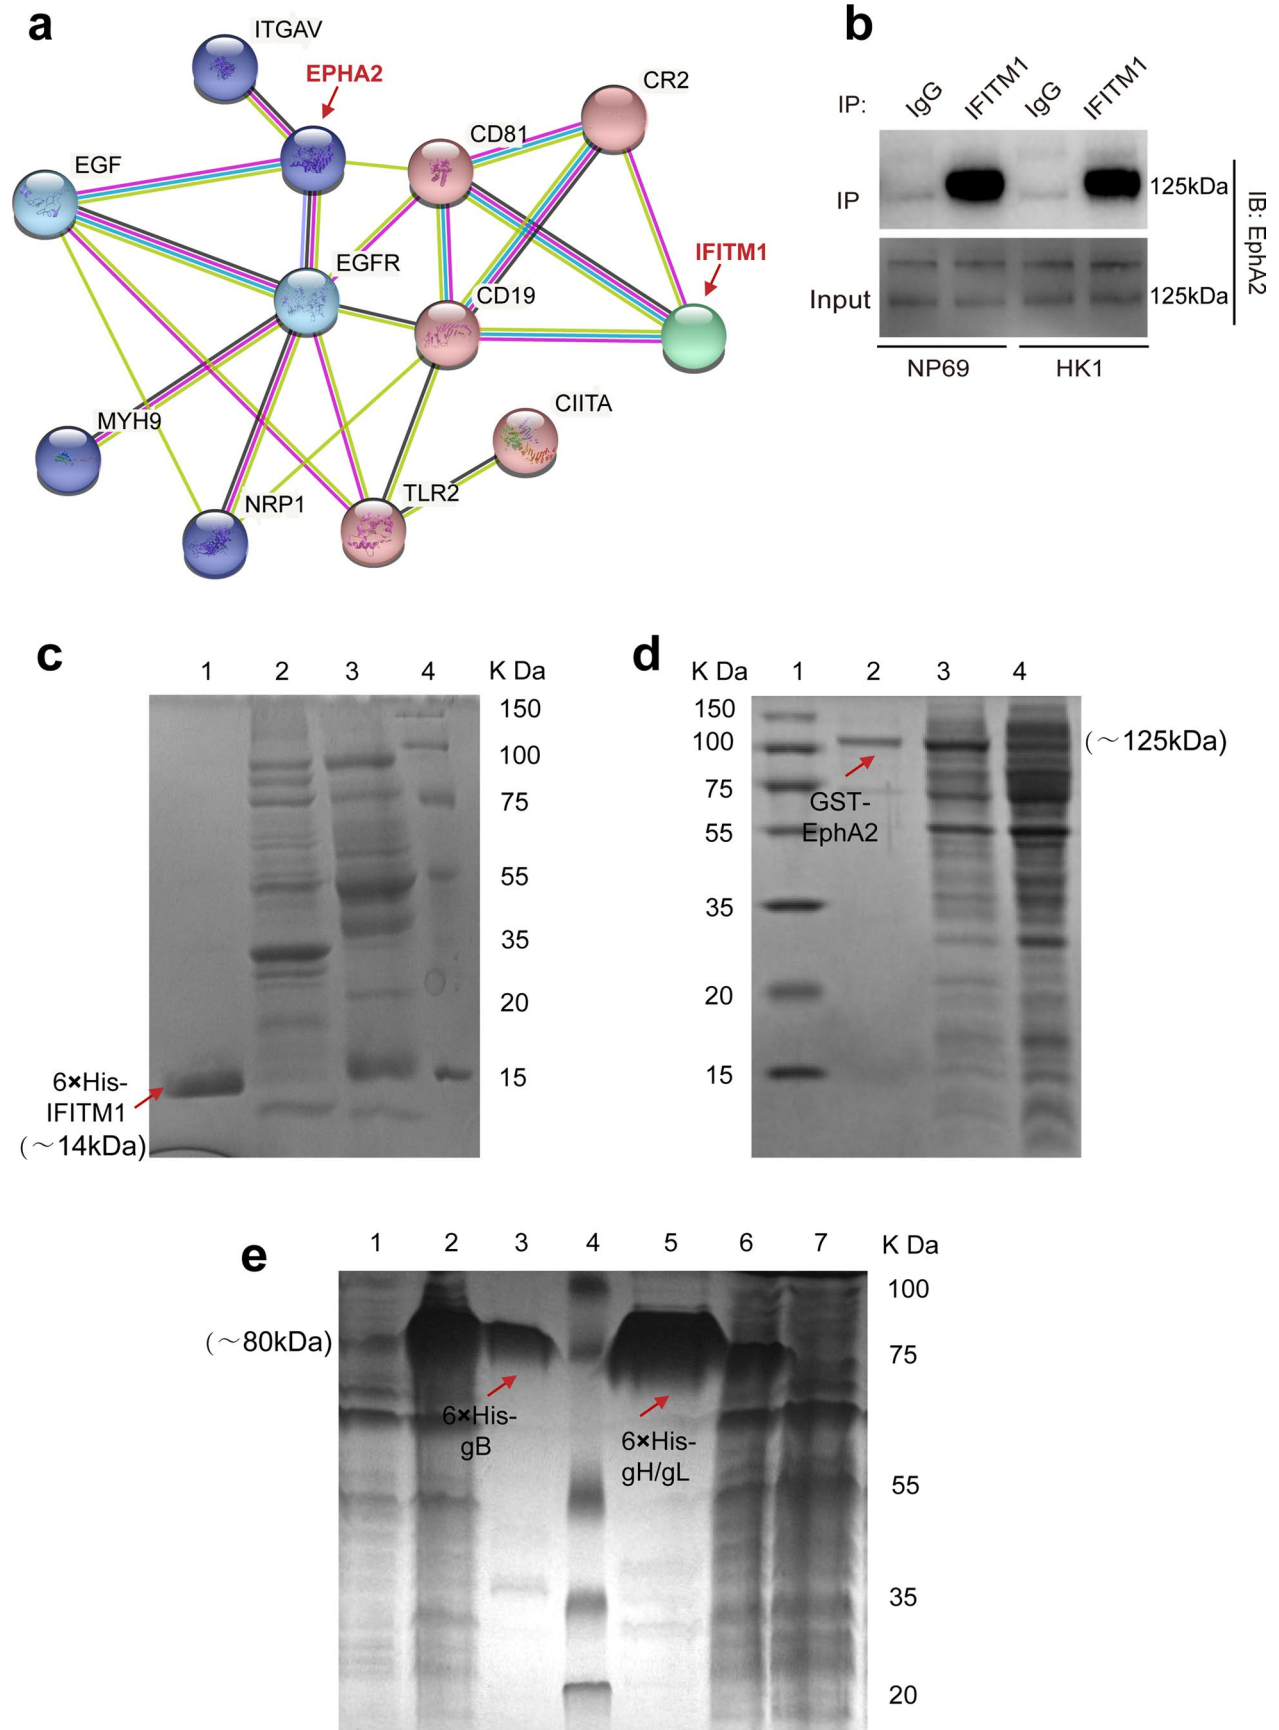 a
ITGAV
EPHA2
CR2
CD81
EGF
EGFR
IFITM1
CD19
MYH9
CIITA
NRP1
TLR2
b
IP: IgG IFITM1 IgG IFITM1
IP 125kDa
Input 125kDa
IB: EphA2
NP69 HK1
c
1 2 3 4 K Da
150
100
75
55
35
20
15
6×His-
IFITM1
(~14kDa)
d
K Da 1 2 3 4
150
100
75
55
35
20
15
(~125kDa)
GST-
EphA2
e
1 2 3 4 5 6 7 K Da
100
75
55
35
20
(~80kDa)
6×His-
gB
6×His-
gH/gL